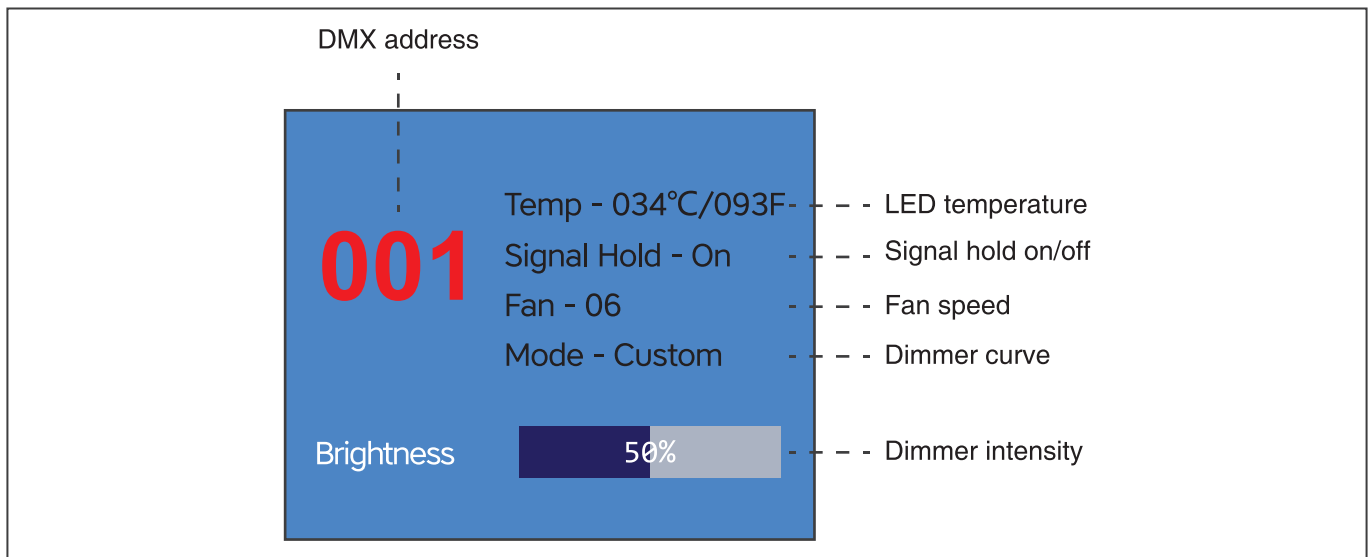 DMX address
Temp - 034℃/093F
LED temperature
001
Signal Hold - On
Signal hold on/off
Fan - 06
Fan speed
Mode - Custom
Dimmer curve
Brightness
50%
Dimmer intensity